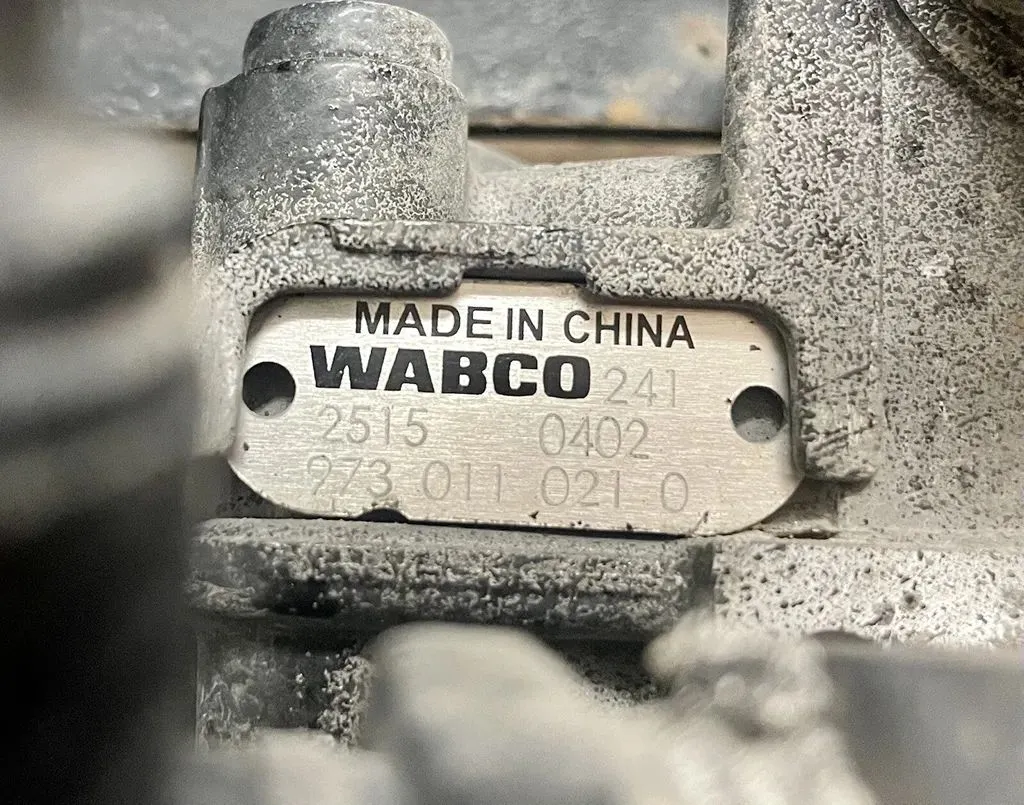 MADE IN CHINA
WABCO 241
2515 0402
973 011 021 0